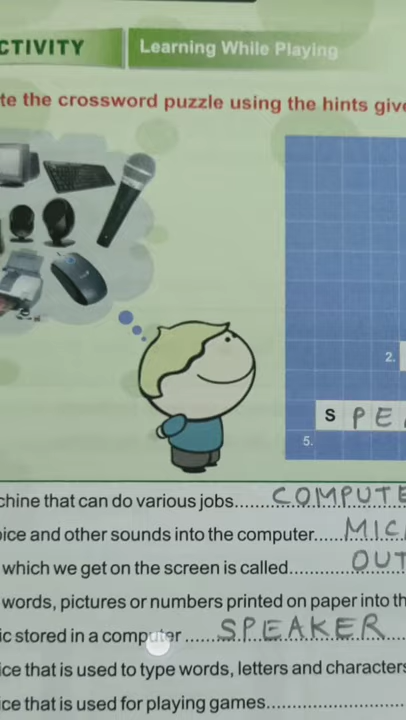 CTIVITY Learning While Playing
te the crossword puzzle using the hints give
2.
S PE
5.
chine that can do various jobs.....COMPUTE
oice and other sounds into the computer.....MIC
which we get on the screen is called..............OUT
words, pictures or numbers printed on paper into th
ic stored in a computer ......SPEAKER
ice that is used to type words, letters and characters
ice that is used for playing games.............................